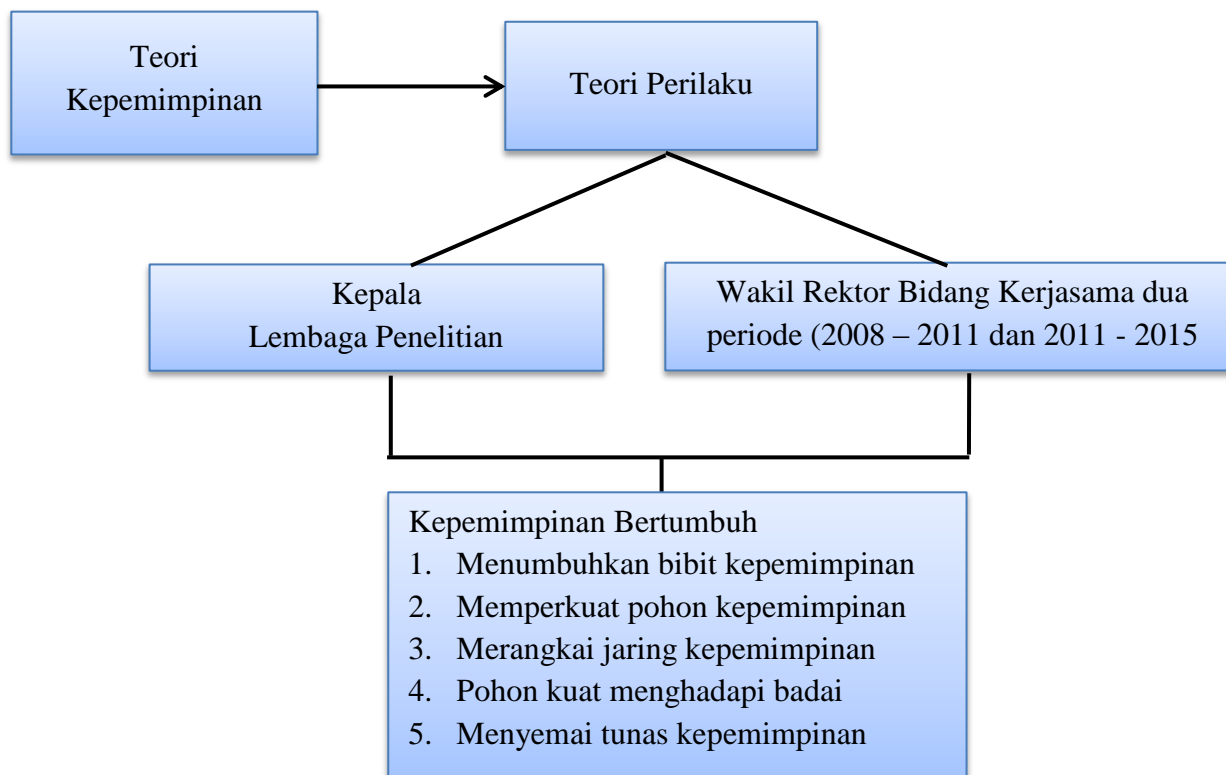 Teori
Kepemimpinan
Teori Perilaku
Kepala
Lembaga Penelitian
Wakil Rektor Bidang Kerjasama dua
periode (2008 – 2011 dan 2011 - 2015
Kepemimpinan Bertumbuh
1. Menumbuhkan bibit kepemimpinan
2. Memperkuat pohon kepemimpinan
3. Merangkai jaring kepemimpinan
4. Pohon kuat menghadapi badai
5. Menyemai tunas kepemimpinan